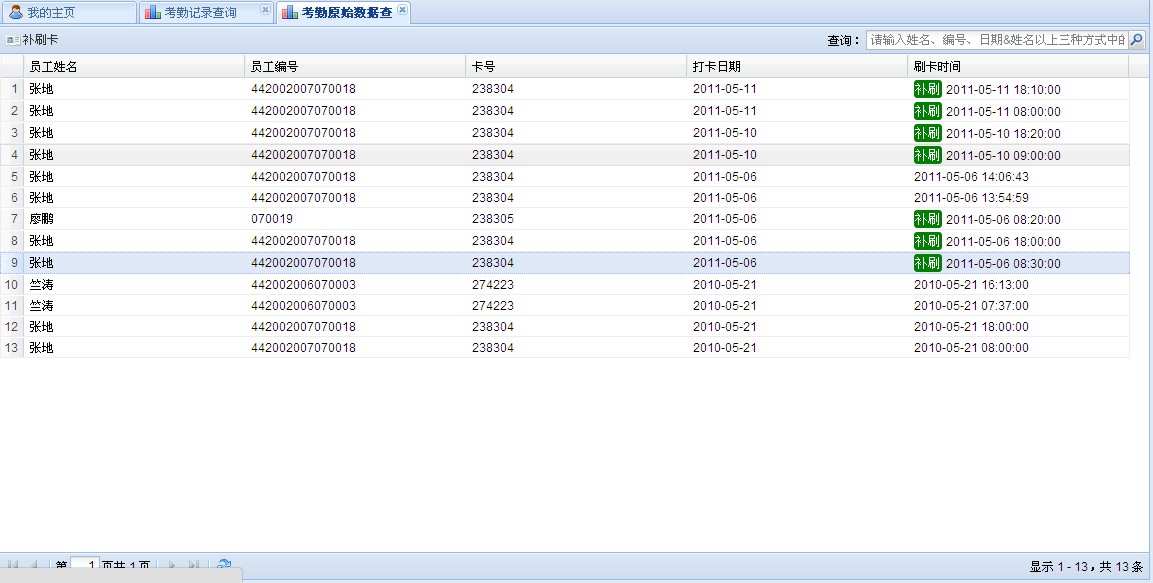 我的主页 考勤记录查询 考勤原始数据查
补刷卡 查询： 请输入姓名、编号、日期&姓名以上三种方式中的
员工姓名 员工编号 卡号 打卡日期 刷卡时间
1 张地 442002007070018 238304 2011-05-11 补刷 2011-05-11 18:10:00
2 张地 442002007070018 238304 2011-05-11 补刷 2011-05-11 08:00:00
3 张地 442002007070018 238304 2011-05-10 补刷 2011-05-10 18:20:00
4 张地 442002007070018 238304 2011-05-10 补刷 2011-05-10 09:00:00
5 张地 442002007070018 238304 2011-05-06 2011-05-06 14:06:43
6 张地 442002007070018 238304 2011-05-06 2011-05-06 13:54:59
7 廖鹏 070019 238305 2011-05-06 补刷 2011-05-06 08:20:00
8 张地 442002007070018 238304 2011-05-06 补刷 2011-05-06 18:00:00
9 张地 442002007070018 238304 2011-05-06 补刷 2011-05-06 08:30:00
10 竺涛 442002006070003 274223 2010-05-21 2010-05-21 16:13:00
11 竺涛 442002006070003 274223 2010-05-21 2010-05-21 07:37:00
12 张地 442002007070018 238304 2010-05-21 2010-05-21 18:00:00
13 张地 442002007070018 238304 2010-05-21 2010-05-21 08:00:00
第 1 页共 1 页 显示 1 - 13，共 13 条